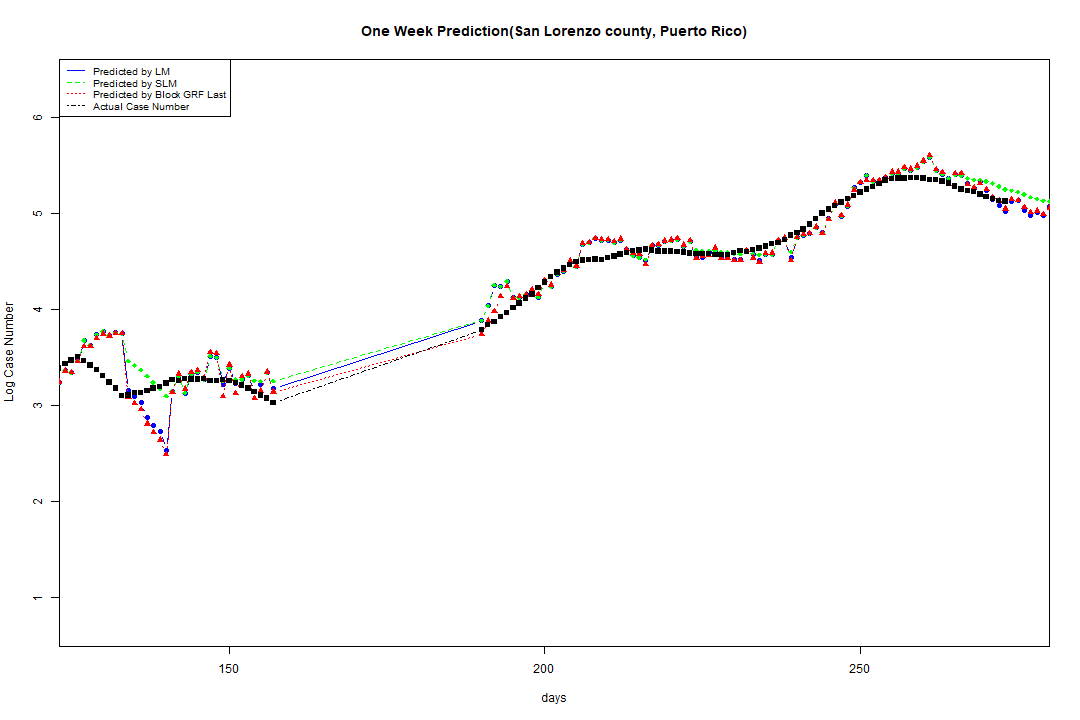 One Week Prediction(San Lorenzo county, Puerto Rico)
Predicted by LM
Predicted by SLM
Predicted by Block GRF Last
Actual Case Number
Log Case Number
6
5
4
3
2
1
150
200
250
days